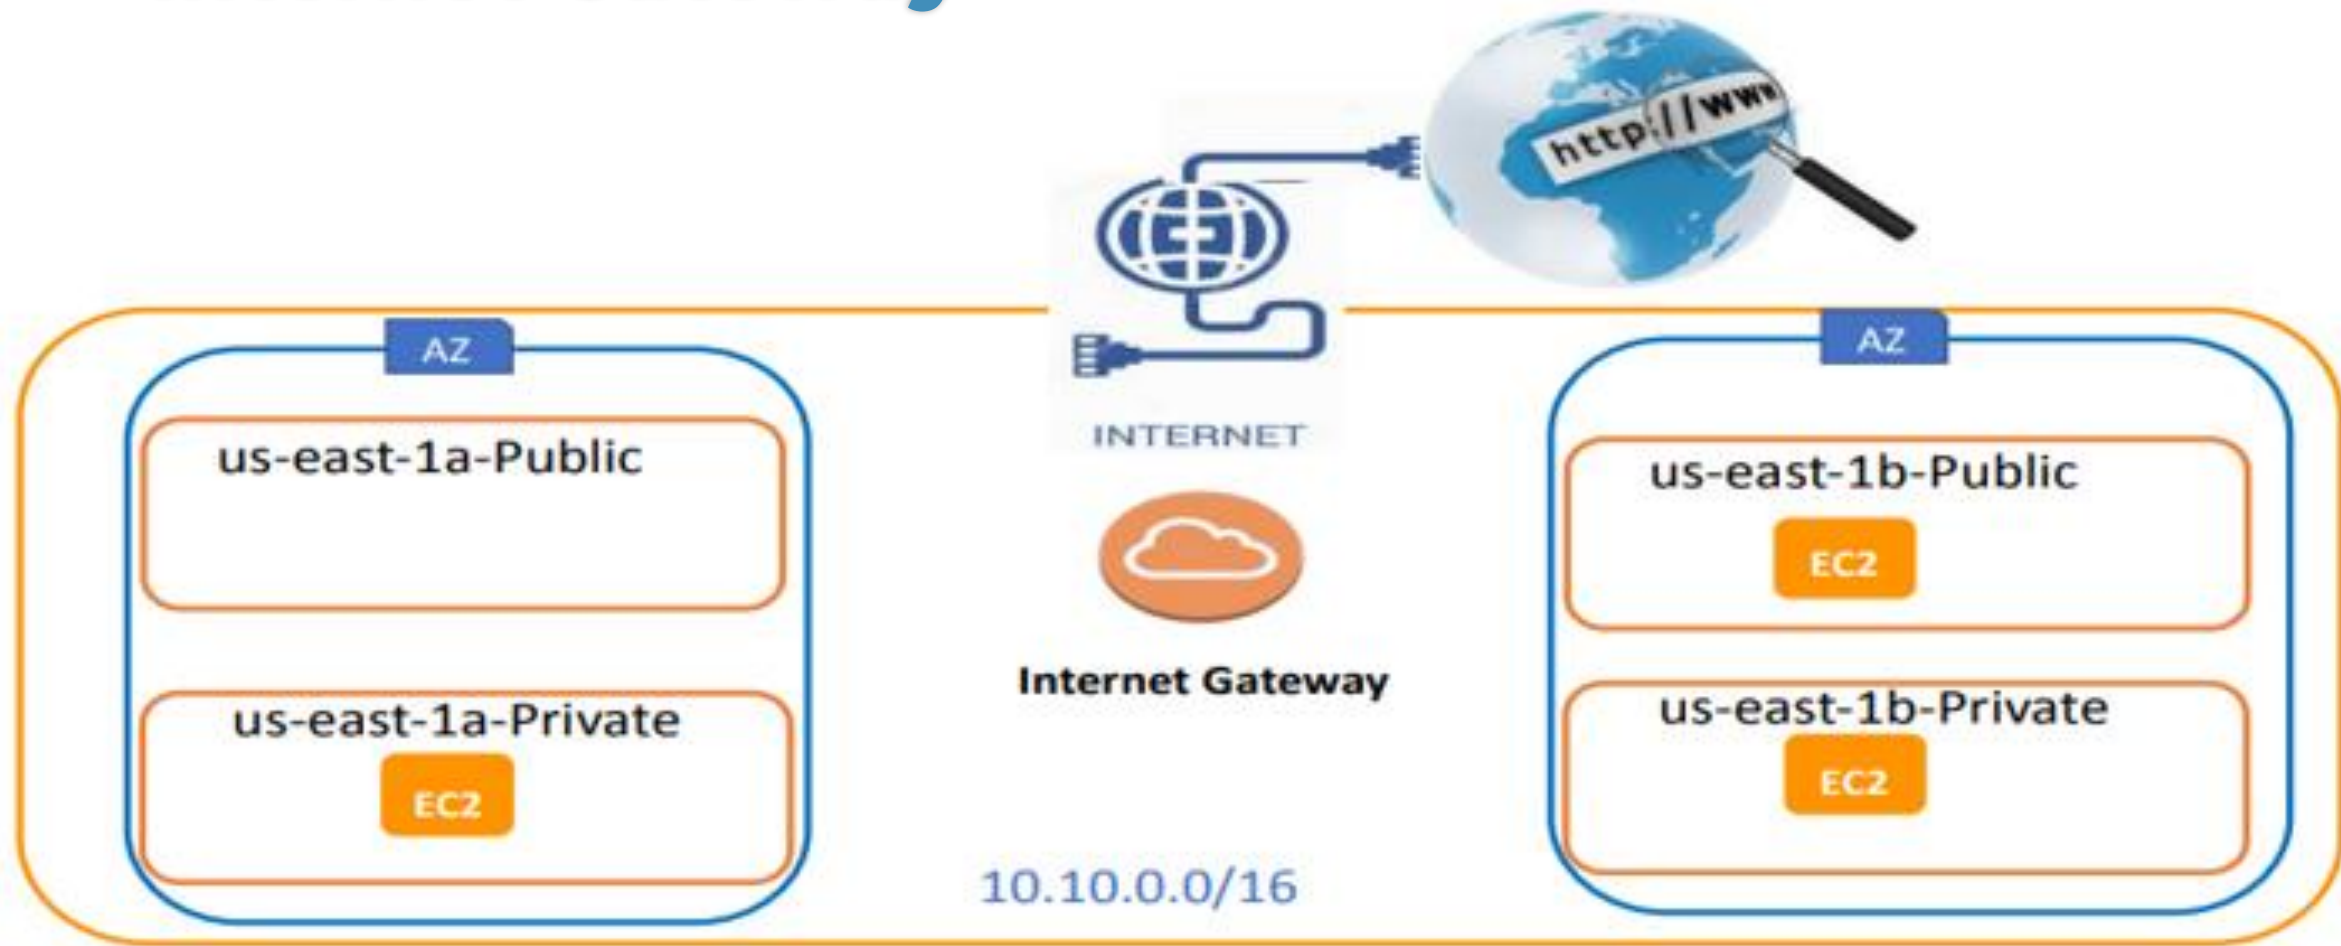 http://www
AZ
AZ
INTERNET
us-east-1a-Public
us-east-1b-Public
EC2
Internet Gateway
us-east-1a-Private
us-east-1b-Private
EC2
EC2
10.10.0.0/16